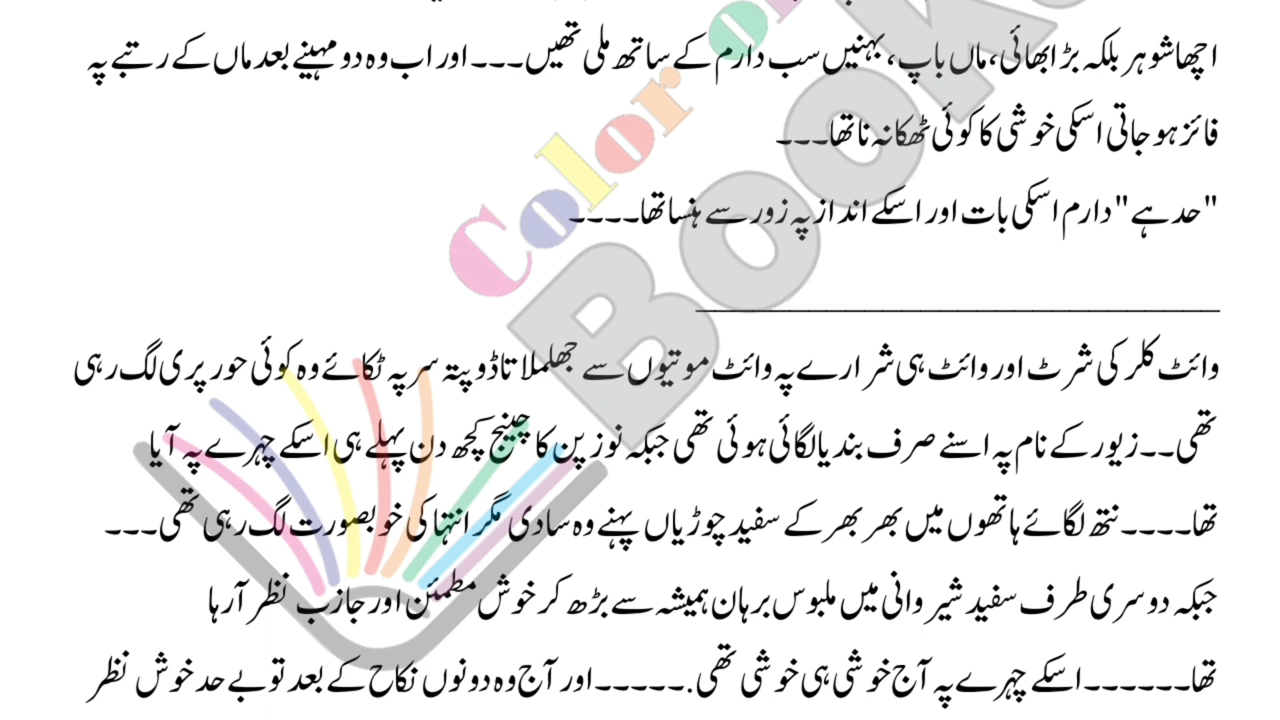 اچھا شوہر بلکہ بڑا بھائی، ماں باپ، بہنیں سب دارم کے ساتھ ملی تھیں۔۔۔ اور اب وہ دو مہینے بعد ماں کے رتبے پہ
فائز ہو جاتی اسکی خوشی کا کوئی ٹھکانہ نا تھا۔۔۔
"حد ہے" دارم اسکی بات اور اسکے انداز پہ زور سے ہنسا تھا۔۔۔۔
وائٹ کلر کی شرٹ اور وائٹ ہی شرارے پہ وائٹ موتیوں سے جھلملاتا ڈوپتہ سر پہ ٹکائے وہ کوئی حور پری لگ رہی
تھی۔۔ زیور کے نام پہ اسنے صرف بندیا لگائی ہوئی تھی جبکہ نوز پن کا چینج کچھ دن پہلے ہی اسکے چہرے پہ آیا
تھا۔۔۔۔ نتھ لگائے ہاتھوں میں بھر بھر کے سفید چوڑیاں پہنے وہ سادی مگر انتہا کی خوبصورت لگ رہی تھی۔۔۔
جبکہ دوسری طرف سفید شیروانی میں ملبوس برہان ہمیشہ سے بڑھ کر خوش مطمئن اور جازب نظر آرہا
تھا۔۔۔۔۔۔ اسکے چہرے پہ آج خوشی ہی خوشی تھی.۔۔۔۔۔ اور آج وہ دونوں نکاح کے بعد تو بے حد خوش نظر
Color of
Book